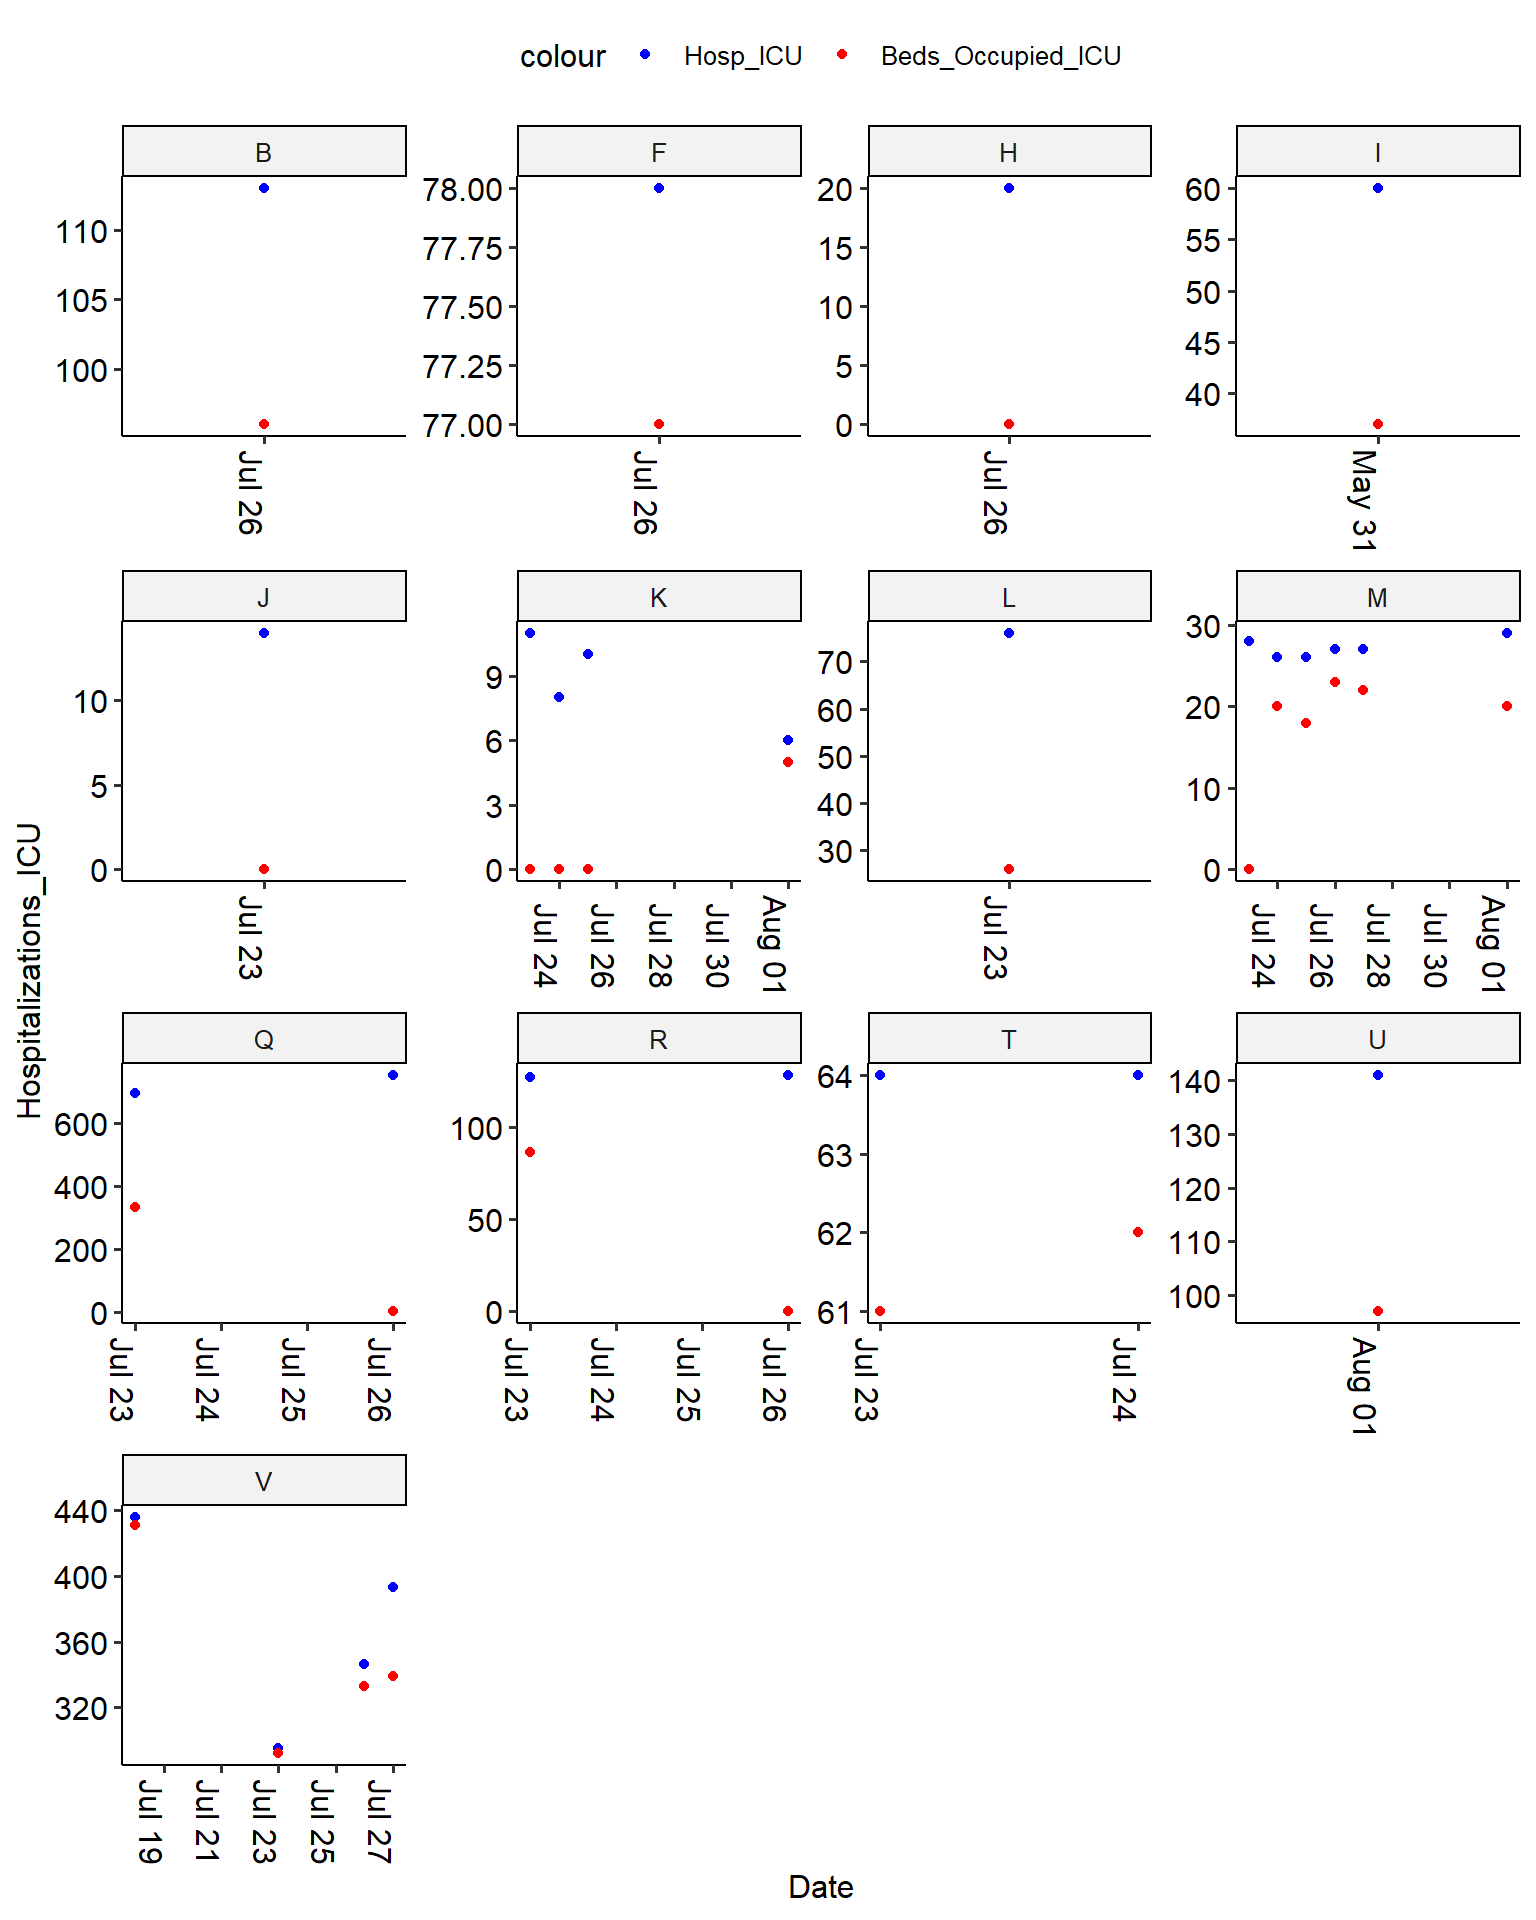 colour Hosp_ICU Beds_Occupied_ICU
B F H I
110
105
100
Jul 26
78.00
77.75
77.50
77.25
77.00
Jul 26
20
15
10
5
0
Jul 26
60
55
50
45
40
May 31
J K L M
10
5
0
Jul 23
9
6
3
0
Jul 24 Jul 26 Jul 28 Jul 30 Aug 01
70
60
50
40
30
Jul 23
30
20
10
0
Jul 24 Jul 26 Jul 28 Jul 30 Aug 01
Hospitalizations_ICU
Q R T U
600
400
200
0
Jul 23 Jul 24 Jul 25 Jul 26
100
50
0
Jul 23 Jul 24 Jul 25 Jul 26
64
63
62
61
Jul 23 Jul 24
140
130
120
110
100
Aug 01
V
440
400
360
320
Jul 19 Jul 21 Jul 23 Jul 25 Jul 27
Date